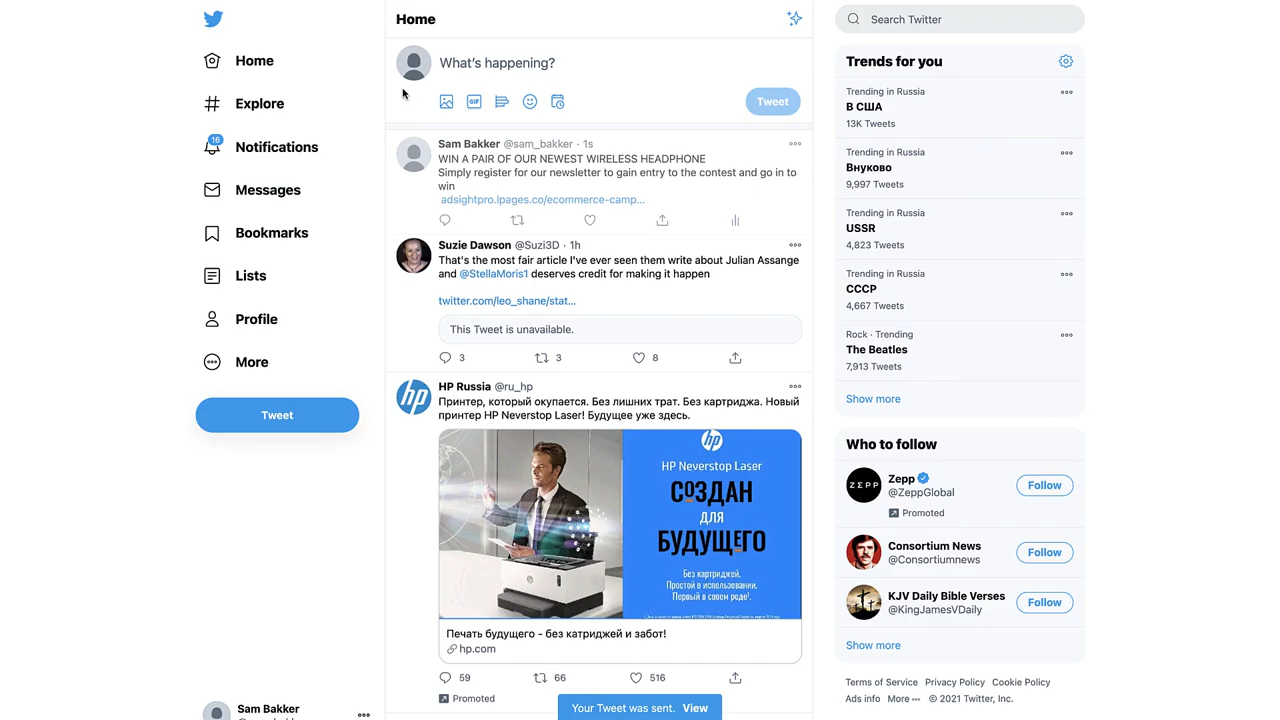 Home
Explore
16
Notifications
Messages
Bookmarks
Lists
Profile
More
Tweet
Sam Bakker
Home
What's happening?
GIF
Tweet
Sam Bakker @sam_bakker · 1s
WIN A PAIR OF OUR NEWEST WIRELESS HEADPHONE
Simply register for our newsletter to gain entry to the contest and go in to
win
adsightpro.lpages.co/ecommerce-camp...
Suzie Dawson @Suzi3D · 1h
That's the most fair article I've ever seen them write about Julian Assange
and @StellaMoris1 deserves credit for making it happen
twitter.com/leo_shane/stat...
This Tweet is unavailable.
3 3 8
HP Russia @ru_hp
Принтер, который окупается. Без лишних трат. Без картриджа. Новый
принтер HP Neverstop Laser! Будущее уже здесь.
hp
hp
HP Neverstop Laser
СОЗДАН
ДЛЯ
БУДУЩЕГО
Без картриджей.
Простой в использовании.
Первый в своем роде¹.
Печать будущего - без катриджей и забот!
hp.com
59 66 516
Promoted
Your Tweet was sent. View
Search Twitter
Trends for you
Trending in Russia
В США
13K Tweets
Trending in Russia
Внуково
9,997 Tweets
Trending in Russia
USSR
4,823 Tweets
Trending in Russia
СССР
4,667 Tweets
Rock · Trending
The Beatles
7,913 Tweets
Show more
Who to follow
ZEPP
Zepp
@ZeppGlobal
Follow
Promoted
Consortium News
@Consortiumnews
Follow
KJV Daily Bible Verses
@KingJamesVDaily
Follow
Show more
Terms of Service Privacy Policy Cookie Policy
Ads info More ··· © 2021 Twitter, Inc.